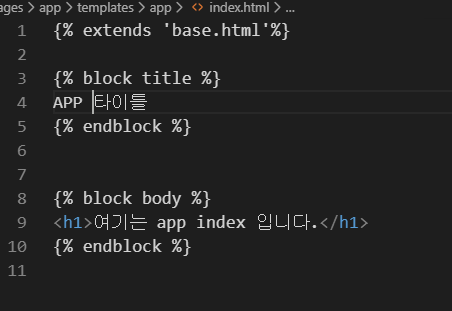 ages > app > templates > app > <> index.html > ...
1 {% extends 'base.html'%}
2
3 {% block title %}
4 APP 타이틀
5 {% endblock %}
6
7
8 {% block body %}
9 <h1>여기는 app index 입니다.</h1>
10 {% endblock %}
11